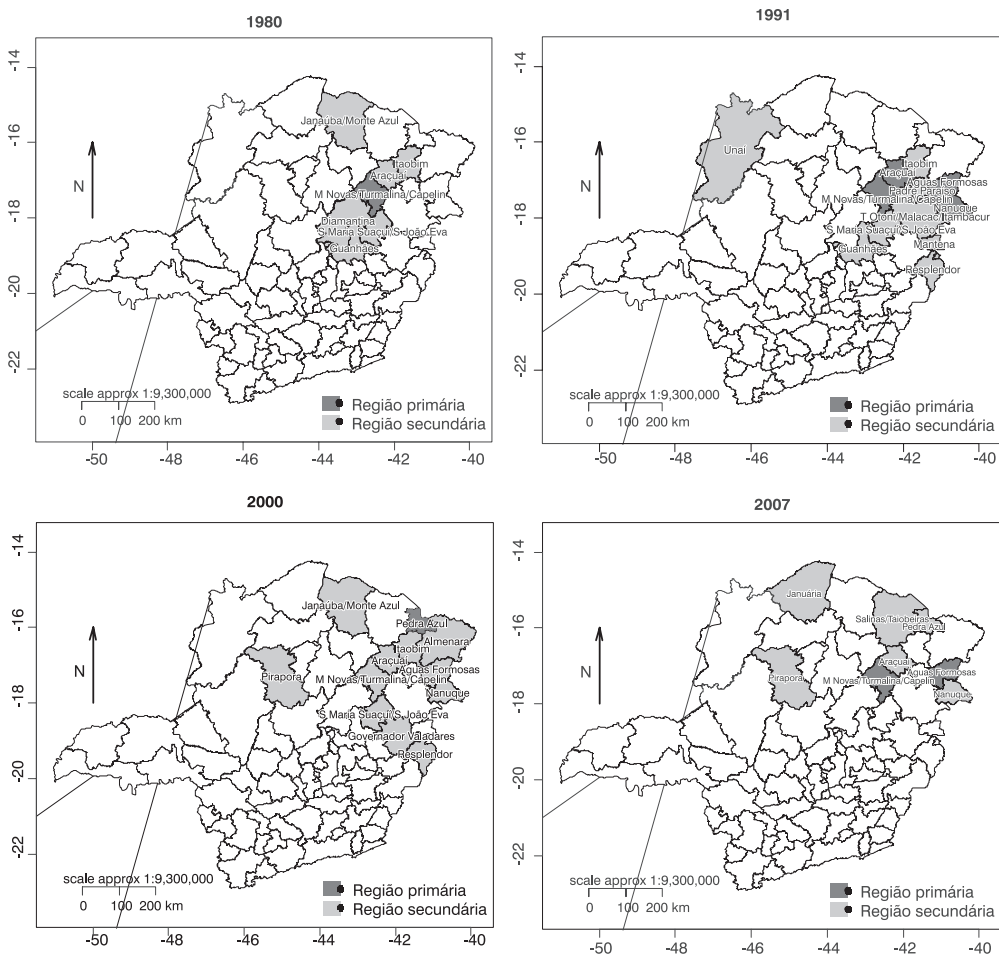 1980
-14
-16
-18
-20
-22
N
Janaúba/Monte Azul
Itaobim
Araçuaí
M Novas/Turmalina/Capelin
Diamantina
S Maria Suaçuí/S João Eva
Guanhães
scale approx 1:9,300,000
0 100 200 km
Região primária
Região secundária
-50 -48 -46 -44 -42 -40
1991
-14
-16
-18
-20
-22
N
Unaí
Itaobim
Araçuaí
Aguas Formosas
Padre Paraíso
M Novas/Turmalina/Capelin
Nanuque
T Otoni/Malacac
Itambacur
S Maria Suaçuí/S João Eva
Guanhães
Mantena
Resplendor
scale approx 1:9,300,000
0 100 200 km
Região primária
Região secundária
-50 -48 -46 -44 -42 -40
2000
-14
-16
-18
-20
-22
N
Janaúba/Monte Azul
Pedra Azul
Almenara
Itaobim
Araçuaí
Aguas Formosas
Pirapora
M Novas/Turmalina/Capelin
Nanuque
S Maria Suaçuí/S João Eva
Governador Valadares
Resplendor
scale approx 1:9,300,000
0 100 200 km
Região primária
Região secundária
-50 -48 -46 -44 -42 -40
2007
-14
-16
-18
-20
-22
N
Januária
Salinas/Taiobeiras
Pedra Azul
Araçuaí
Aguas Formosas
Pirapora
M Novas/Turmalina/Capelin
Nanuque
scale approx 1:9,300,000
0 100 200 km
Região primária
Região secundária
-50 -48 -46 -44 -42 -40